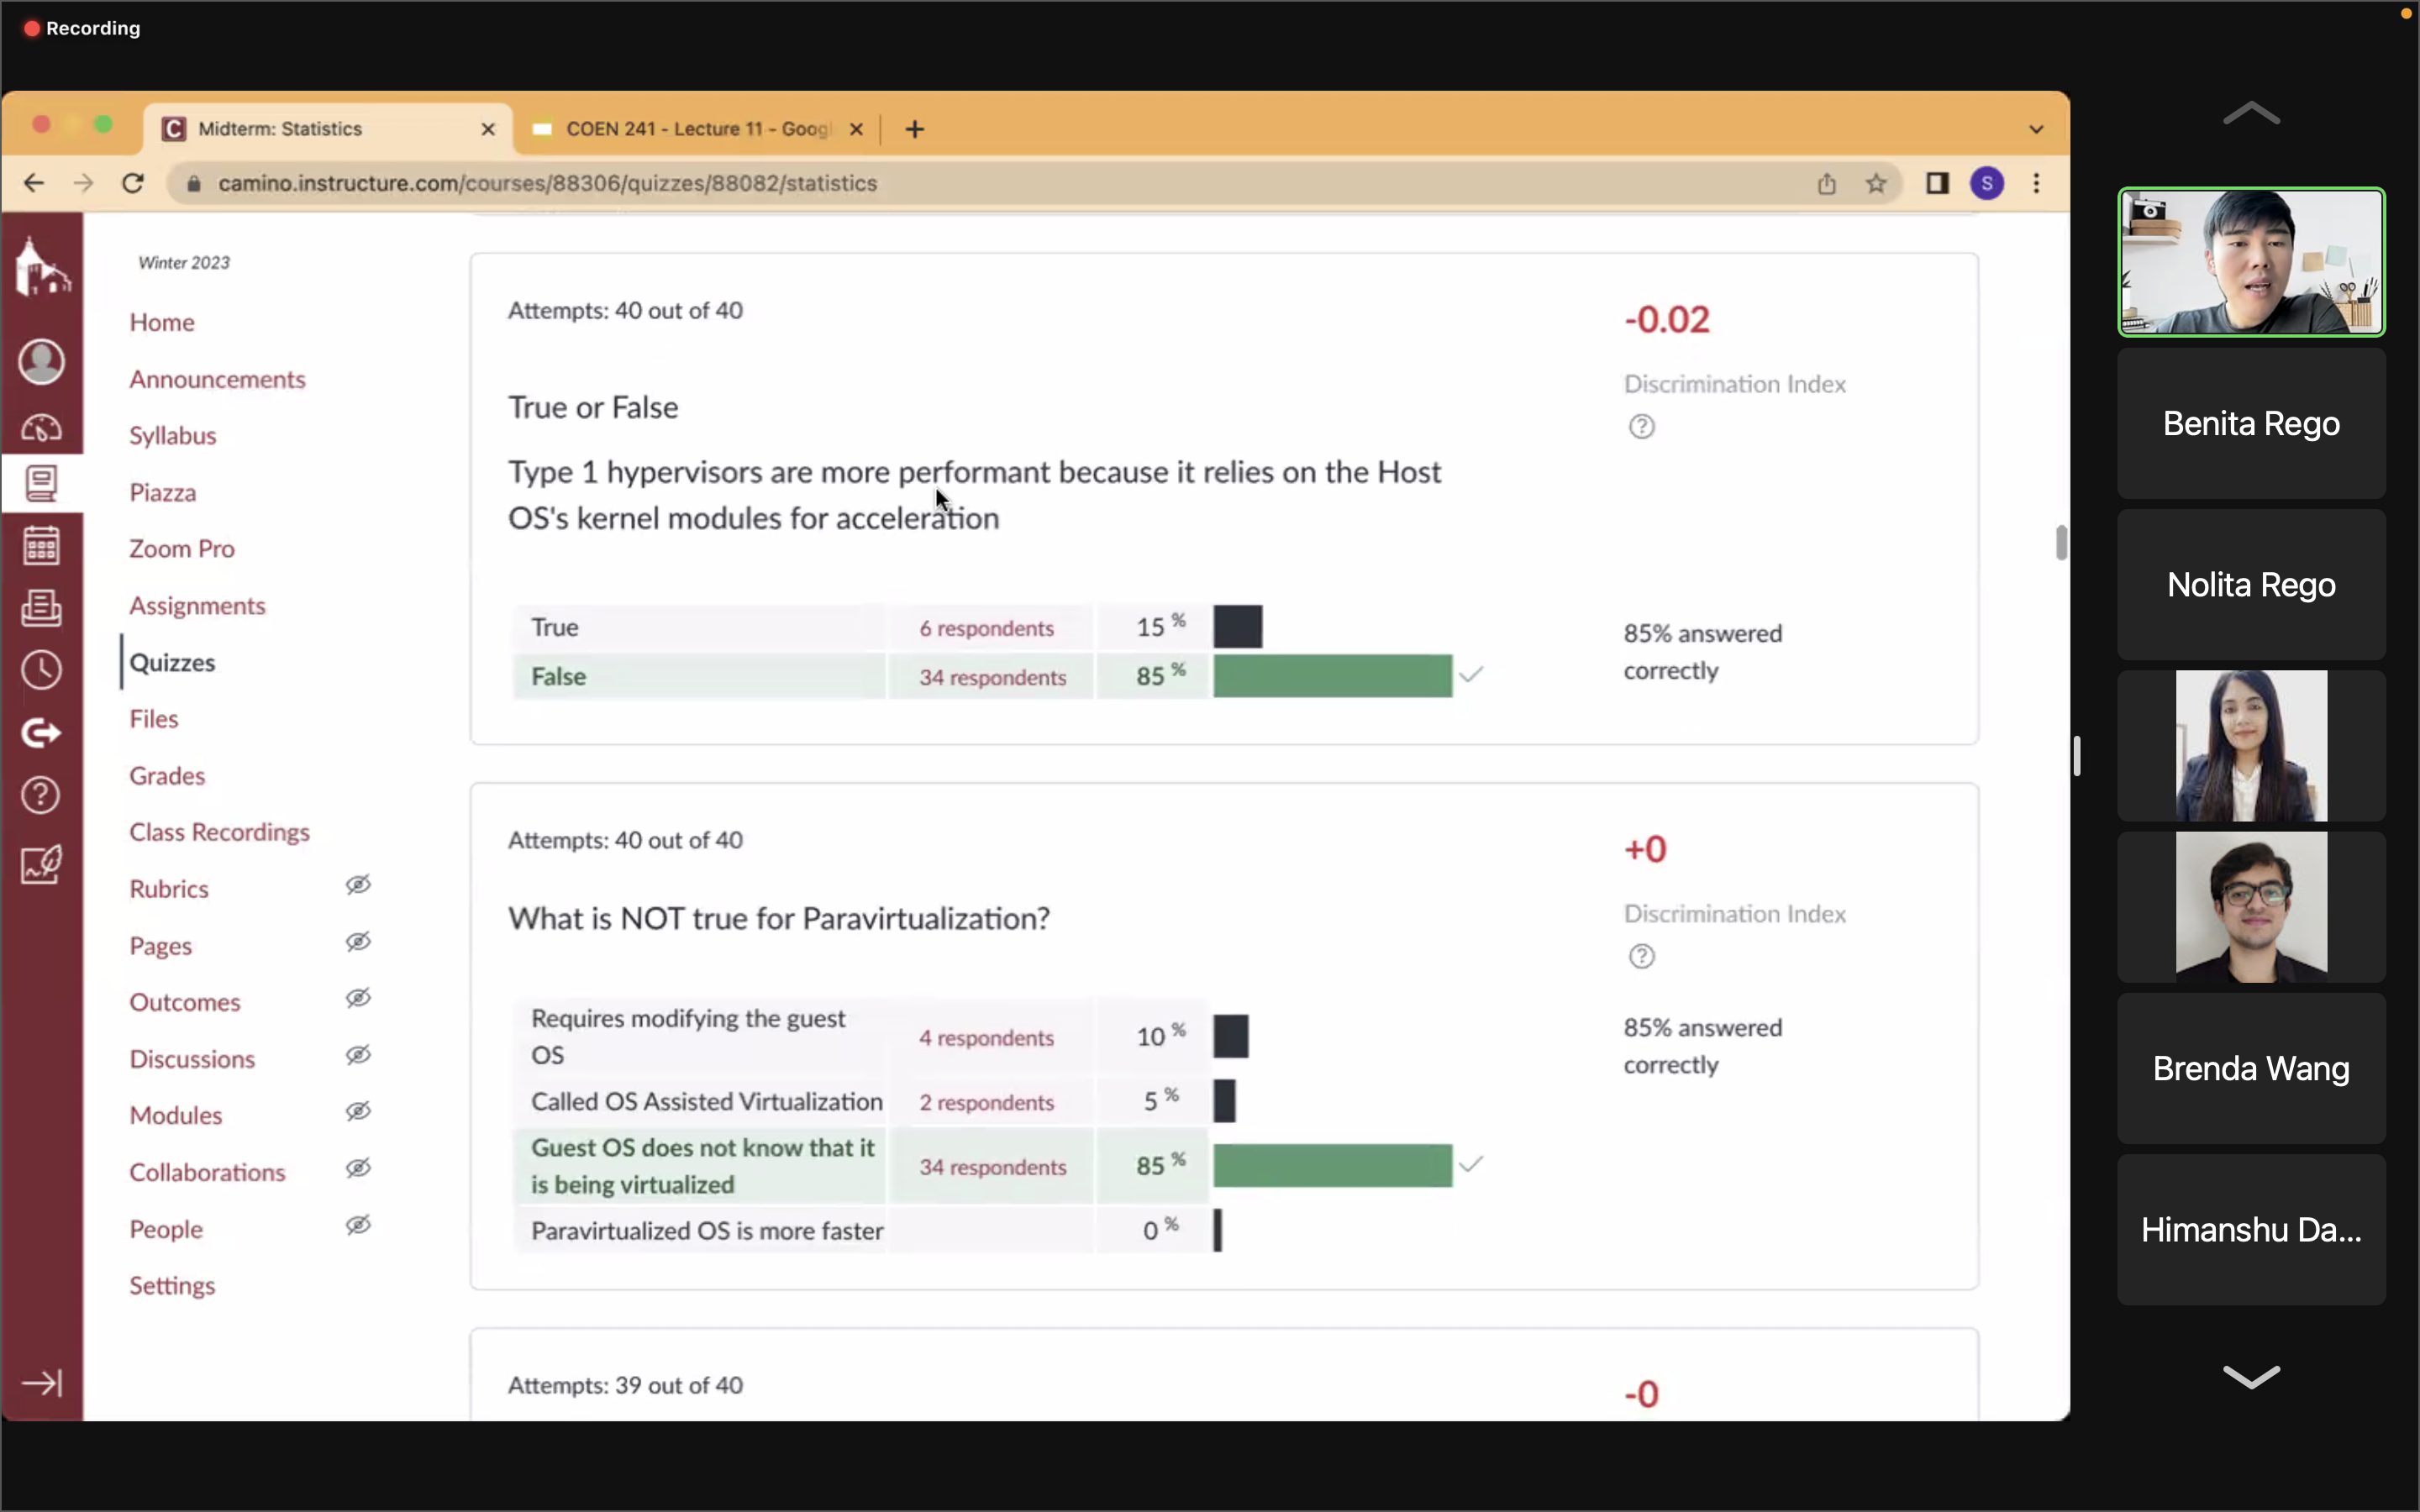 Recording
Midterm: Statistics
COEN 241 - Lecture 11 - Goog
camino.instructure.com/courses/88306/quizzes/88082/statistics
S
Winter 2023
Home
Announcements
Syllabus
Piazza
Zoom Pro
Assignments
Quizzes
Files
Grades
Class Recordings
Rubrics
Pages
Outcomes
Discussions
Modules
Collaborations
People
Settings
Attempts: 40 out of 40
-0.02
Discrimination Index
?
True or False
Type 1 hypervisors are more performant because it relies on the Host
OS's kernel modules for acceleration
True 6 respondents 15 %
False 34 respondents 85 %
85% answered
correctly
Attempts: 40 out of 40
+0
Discrimination Index
?
What is NOT true for Paravirtualization?
Requires modifying the guest
OS 4 respondents 10 %
Called OS Assisted Virtualization 2 respondents 5 %
Guest OS does not know that it
is being virtualized 34 respondents 85 %
Paravirtualized OS is more faster 0 %
85% answered
correctly
Attempts: 39 out of 40
-0
Benita Rego
Nolita Rego
Brenda Wang
Himanshu Da...